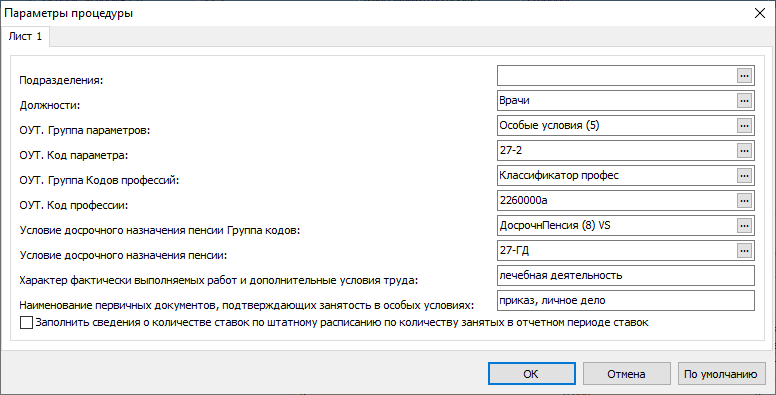 Параметры процедуры
Лист 1
Подразделения:
...
Должности: Врачи ...
ОУТ. Группа параметров: Особые условия (5) ...
ОУТ. Код параметра: 27-2 ...
ОУТ. Группа Кодов профессий: Классификатор профес ...
ОУТ. Код профессии: 2260000а ...
Условие досрочного назначения пенсии Группа кодов: ДосрочнПенсия (8) VS ...
Условие досрочного назначения пенсии: 27-ГД ...
Характер фактически выполняемых работ и дополнительные условия труда: лечебная деятельность
Наименование первичных документов, подтверждающих занятость в особых условиях: приказ, личное дело
Заполнить сведения о количестве ставок по штатному расписанию по количеству занятых в отчетном периоде ставок
ОК Отмена По умолчанию